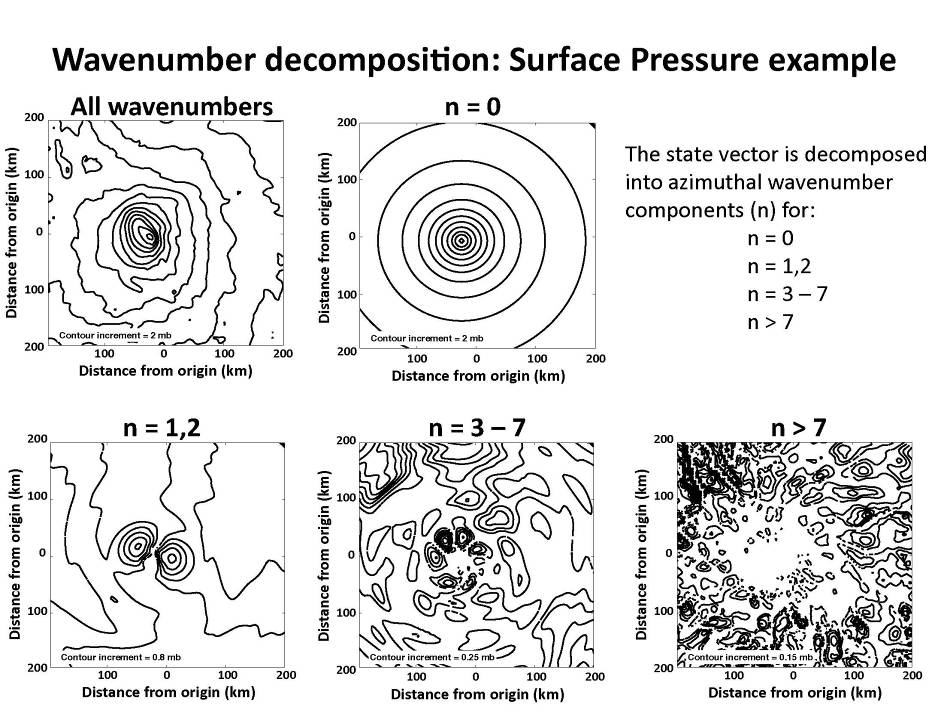 Wavenumber decomposition: Surface Pressure example
All wavenumbers
200
100
0
100
200
Distance from origin (km)
Contour increment = 2 mb
100 0 100 200
Distance from origin (km)
n = 0
200
100
0
100
200
Distance from origin (km)
Contour increment = 2 mb
100 0 100 200
Distance from origin (km)
The state vector is decomposed
into azimuthal wavenumber
components (n) for:
n = 0
n = 1,2
n = 3 – 7
n > 7
n = 1,2
200
100
0
100
200
Distance from origin (km)
Contour increment = 0.8 mb
100 0 100 200
Distance from origin (km)
n = 3 – 7
200
100
0
100
200
Distance from origin (km)
Contour increment = 0.25 mb
100 0 100 200
Distance from origin (km)
n > 7
200
100
0
100
200
Distance from origin (km)
Contour increment = 0.15 mb
100 0 100 200
Distance from origin (km)